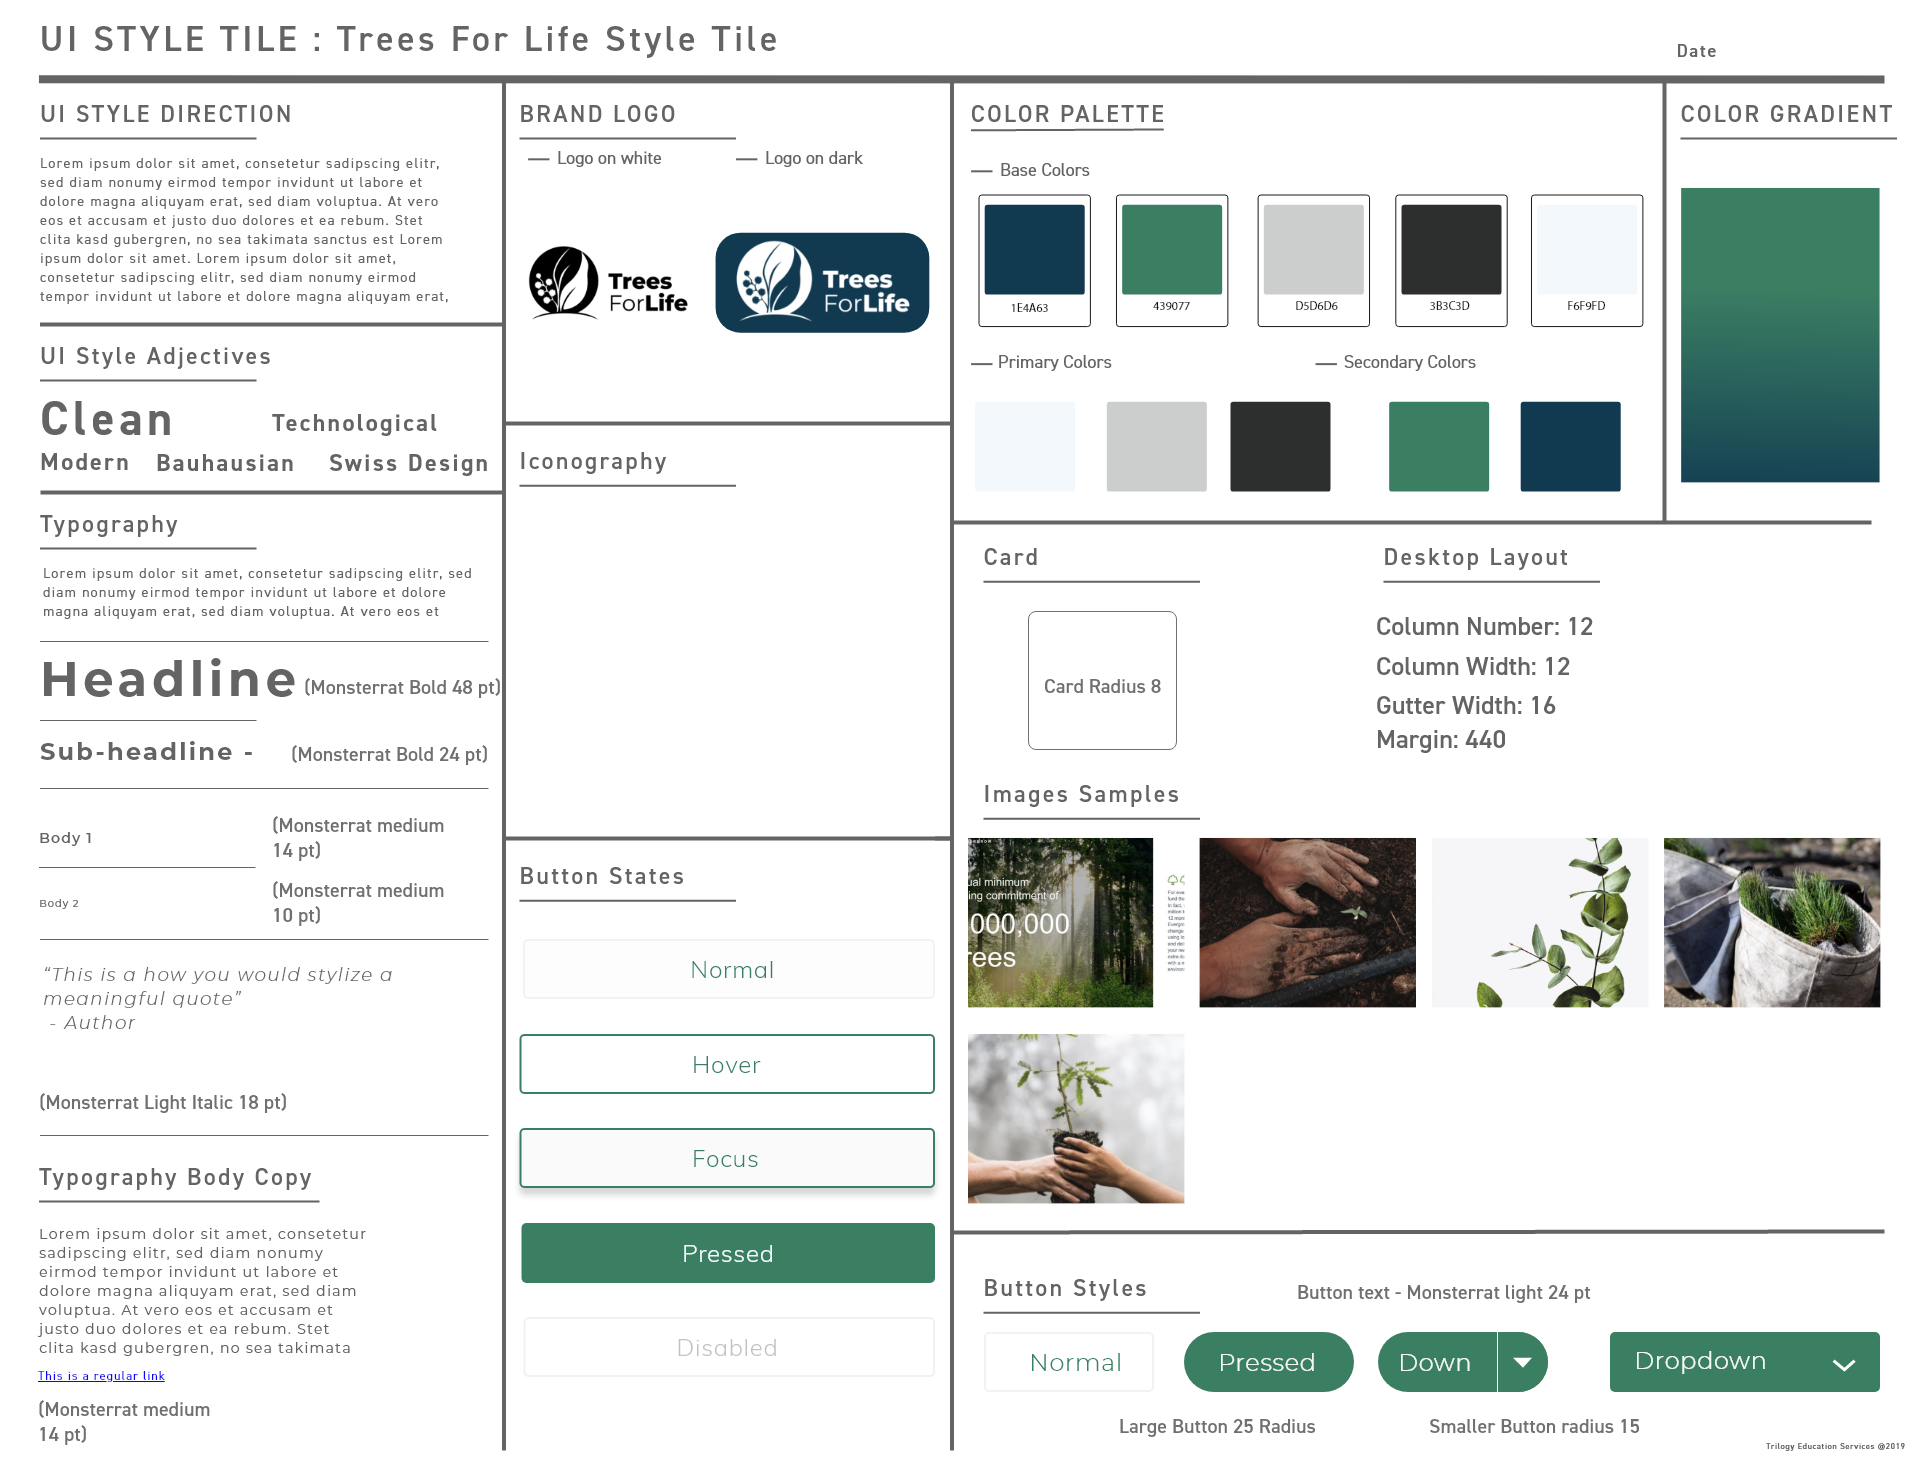 UI STYLE TILE : Trees For Life Style Tile
Date
UI STYLE DIRECTION
Lorem ipsum dolor sit amet, consetetur sadipscing elitr,
sed diam nonumy eirmod tempor invidunt ut labore et
dolore magna aliquyam erat, sed diam voluptua. At vero
eos et accusam et justo duo dolores et ea rebum. Stet
clita kasd gubergren, no sea takimata sanctus est Lorem
ipsum dolor sit amet. Lorem ipsum dolor sit amet,
consetetur sadipscing elitr, sed diam nonumy eirmod
tempor invidunt ut labore et dolore magna aliquyam erat,
UI Style Adjectives
Clean
Technological
Modern
Bauhausian
Swiss Design
Typography
Lorem ipsum dolor sit amet, consetetur sadipscing elitr, sed
diam nonumy eirmod tempor invidunt ut labore et dolore
magna aliquyam erat, sed diam voluptua. At vero eos et
Headline (Monsterrat Bold 48 pt)
Sub-headline - (Monsterrat Bold 24 pt)
Body 1
(Monsterrat medium
14 pt)
Body 2
(Monsterrat medium
10 pt)
“This is a how you would stylize a
meaningful quote”
- Author
(Monsterrat Light Italic 18 pt)
Typography Body Copy
Lorem ipsum dolor sit amet, consetetur
sadipscing elitr, sed diam nonumy
eirmod tempor invidunt ut labore et
dolore magna aliquyam erat, sed diam
voluptua. At vero eos et accusam et
justo duo dolores et ea rebum. Stet
clita kasd gubergren, no sea takimata
This is a regular link
(Monsterrat medium
14 pt)
BRAND LOGO
Logo on white
Logo on dark
Trees
ForLife
Trees
ForLife
Iconography
Button States
Normal
Hover
Focus
Pressed
Disabled
COLOR PALETTE
Base Colors
1E4A63
439077
D5D6D6
3B3C3D
F6F9FD
Primary Colors
Secondary Colors
COLOR GRADIENT
Card
Card Radius 8
Desktop Layout
Column Number: 12
Column Width: 12
Gutter Width: 16
Margin: 440
Images Samples
ual minimum
ing commitment of
000,000
rees
Button Styles
Button text - Monsterrat light 24 pt
Normal
Pressed
Down
Dropdown
Large Button 25 Radius
Smaller Button radius 15
Trilogy Education Services @2019